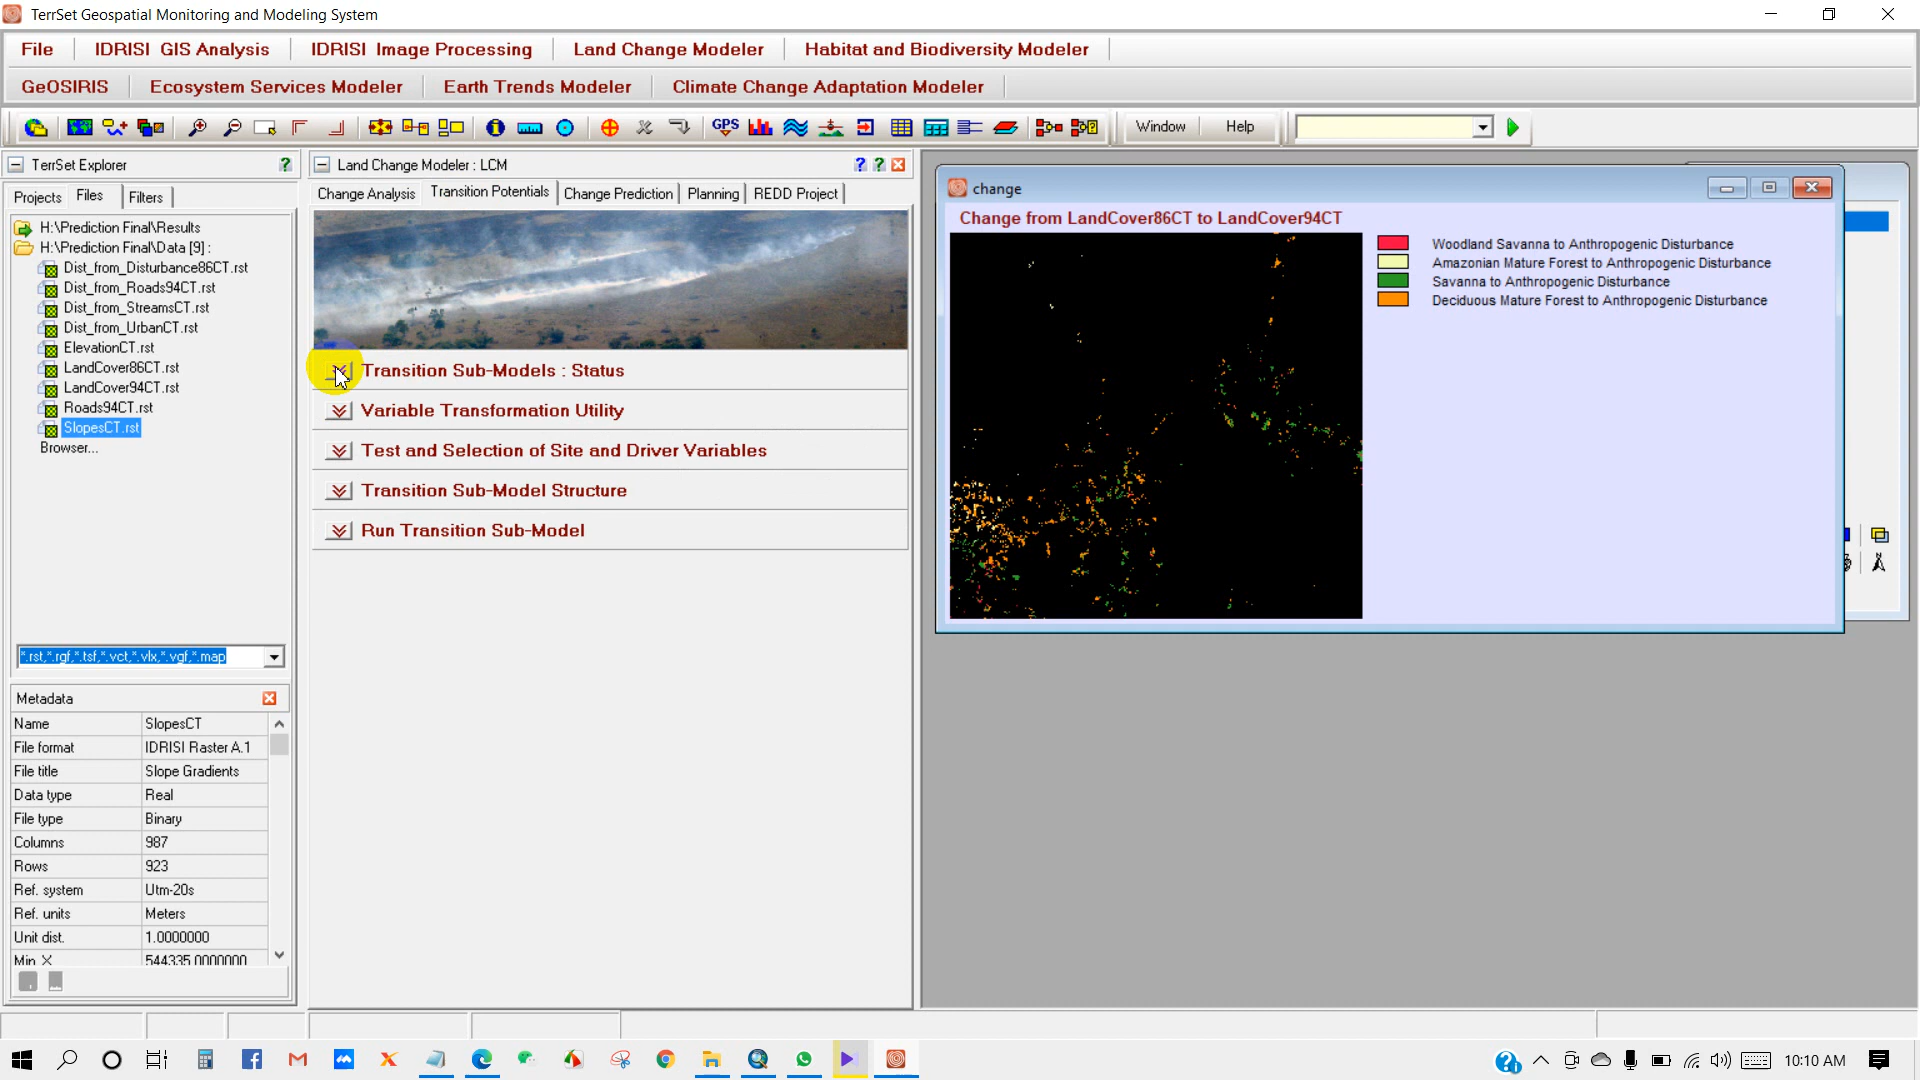 TerrSet Geospatial Monitoring and Modeling System
File
IDRISI GIS Analysis
IDRISI Image Processing
Land Change Modeler
Habitat and Biodiversity Modeler
GeOSIRIS
Ecosystem Services Modeler
Earth Trends Modeler
Climate Change Adaptation Modeler
GPS
Window
Help
TerrSet Explorer
Projects
Files
Filters
H:\Prediction Final\Results
H:\Prediction Final\Data [9] :
Dist_from_Disturbance86CT.rst
Dist_from_Roads94CT.rst
Dist_from_StreamsCT.rst
Dist_from_UrbanCT.rst
ElevationCT.rst
LandCover86CT.rst
LandCover94CT.rst
Roads94CT.rst
SlopesCT.rst
Browser...
*.rst,*.rgf,*.tsf,*.vct,*.vlx,*.vgf,*.map
Metadata
Name SlopesCT
File format IDRISI Raster A.1
File title Slope Gradients
Data type Real
File type Binary
Columns 987
Rows 923
Ref. system Utm-20s
Ref. units Meters
Unit dist. 1.0000000
Min X 544335.0000000
Land Change Modeler : LCM
Change Analysis
Transition Potentials
Change Prediction
Planning
REDD Project
Transition Sub-Models : Status
Variable Transformation Utility
Test and Selection of Site and Driver Variables
Transition Sub-Model Structure
Run Transition Sub-Model
change
Change from LandCover86CT to LandCover94CT
Woodland Savanna to Anthropogenic Disturbance
Amazonian Mature Forest to Anthropogenic Disturbance
Savanna to Anthropogenic Disturbance
Deciduous Mature Forest to Anthropogenic Disturbance
10:10 AM